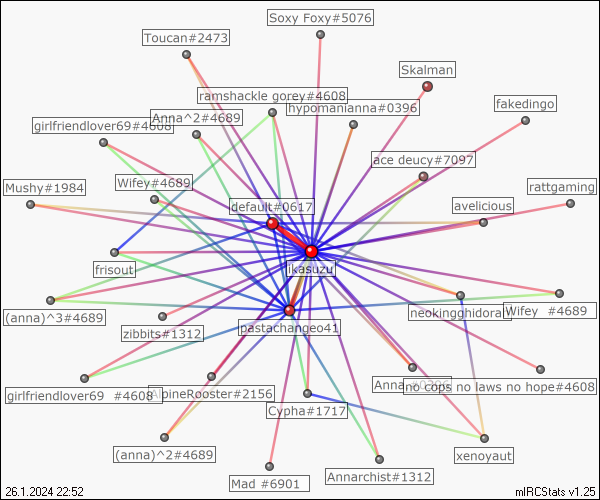 Soxy Foxy#5076
Toucan#2473
Skalman
ramshackle gorey#4608
hypomanianna#0396
fakedingo
Anna^2#4689
girlfriendlover69#4608
ace deucy#7097
Mushy#1984
Wifey#4689
rattgaming
default#0617
avelicious
frisout
ikasuzu
(anna)^3#4689
neokingghidora
Wifey #4689
zibbits#1312
pastachangeo41
girlfriendlover69 #4608
AlpineRooster#2156
Anna
no cops no laws no hope#4608
Cypha#1717
(anna)^2#4689
xenoyaut
Mad #6901
Annarchist#1312
26.1.2024 22:52
mIRCStats v1.25